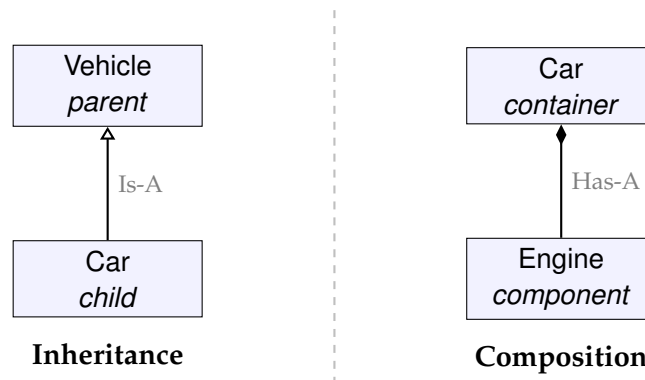 Vehicle
parent
Is-A
Car
child
Inheritance
Car
container
Has-A
Engine
component
Composition